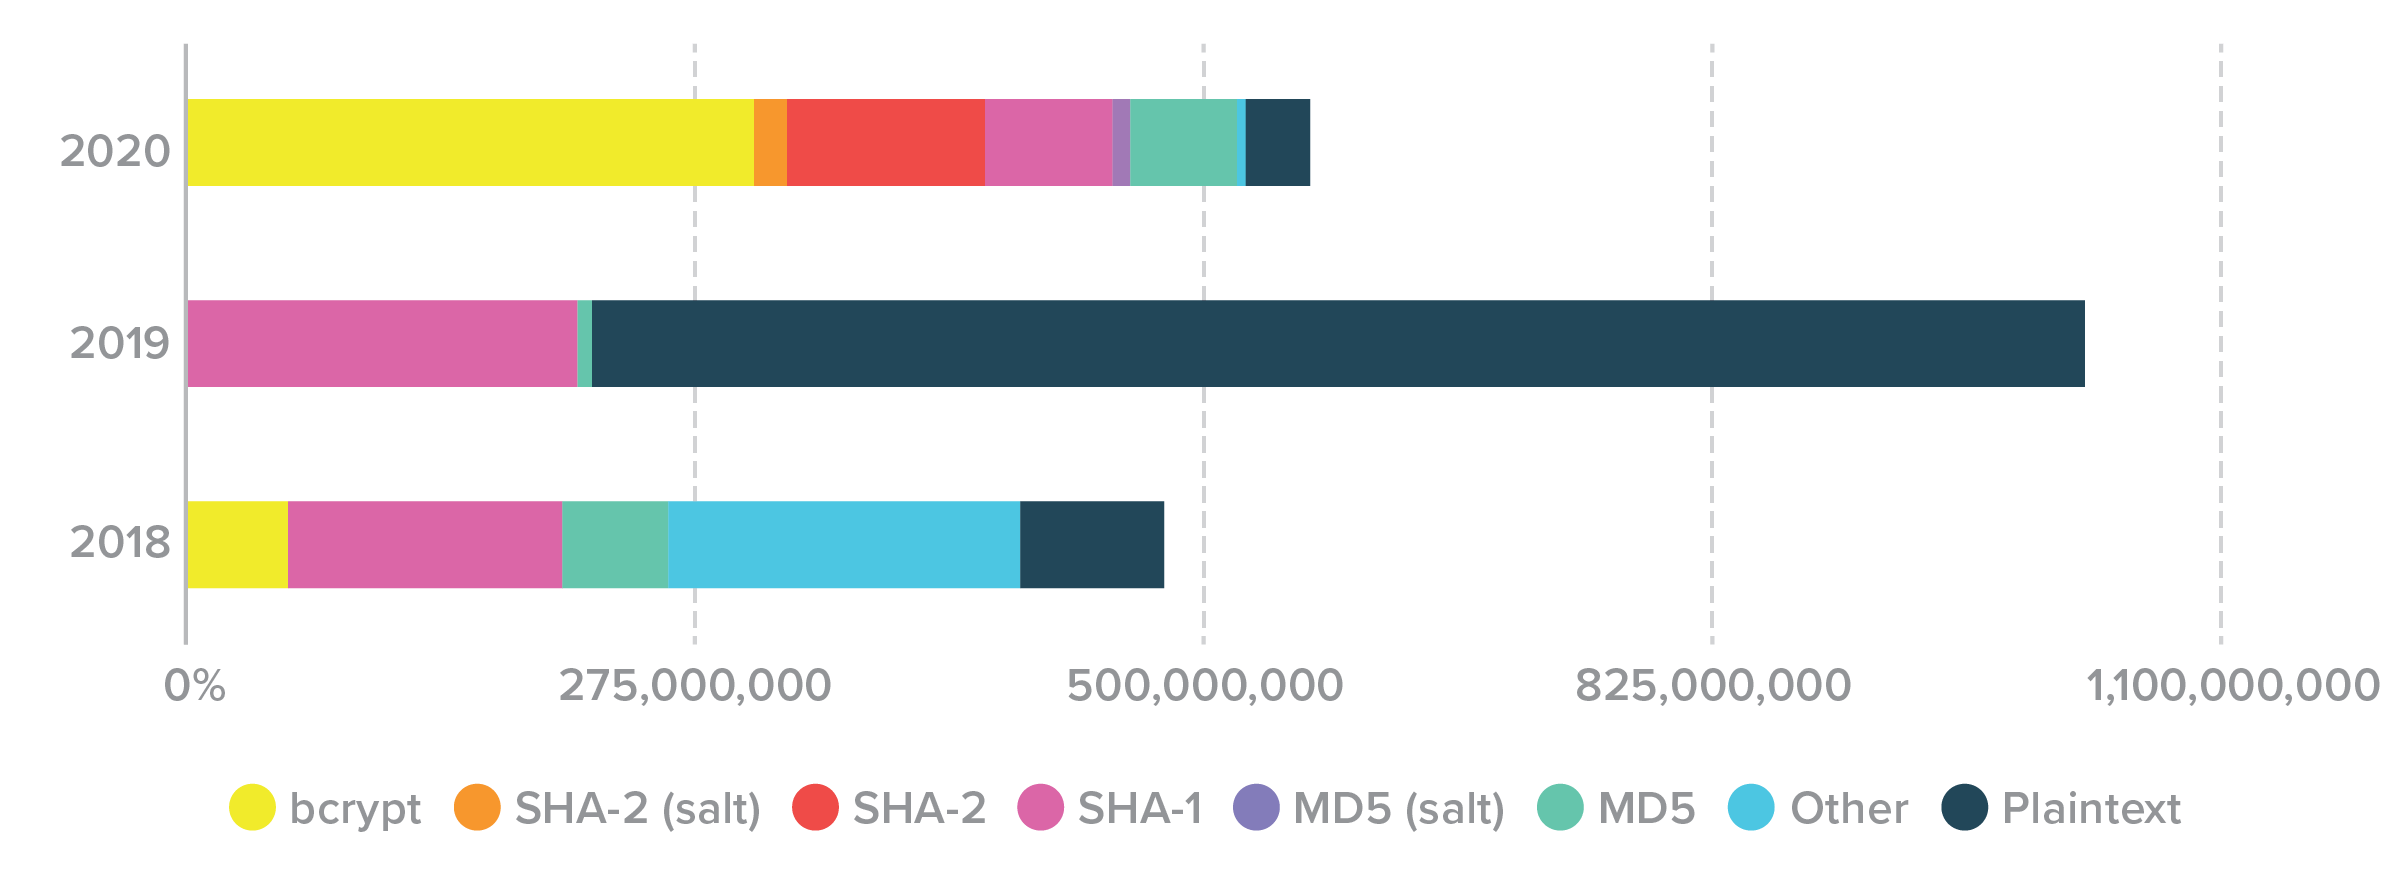 2020
2019
2018
0% 275,000,000 500,000,000 825,000,000 1,100,000,000
bcrypt SHA-2 (salt) SHA-2 SHA-1 MD5 (salt) MD5 Other Plaintext